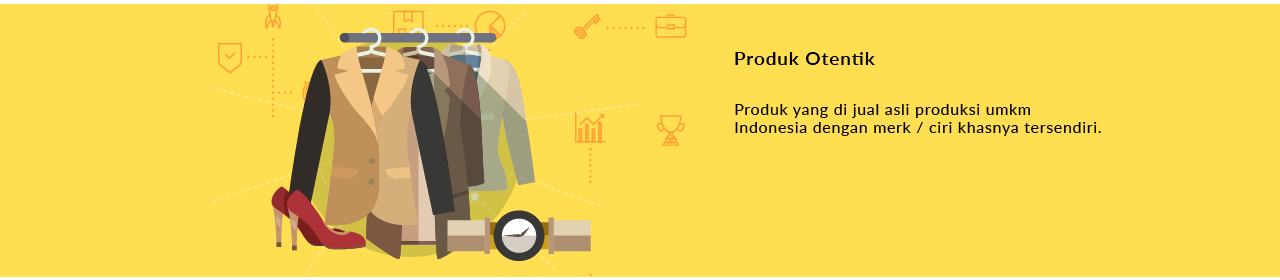 Produk Otentik
Produk yang di jual asli produksi umkm
Indonesia dengan merk / ciri khasnya tersendiri.